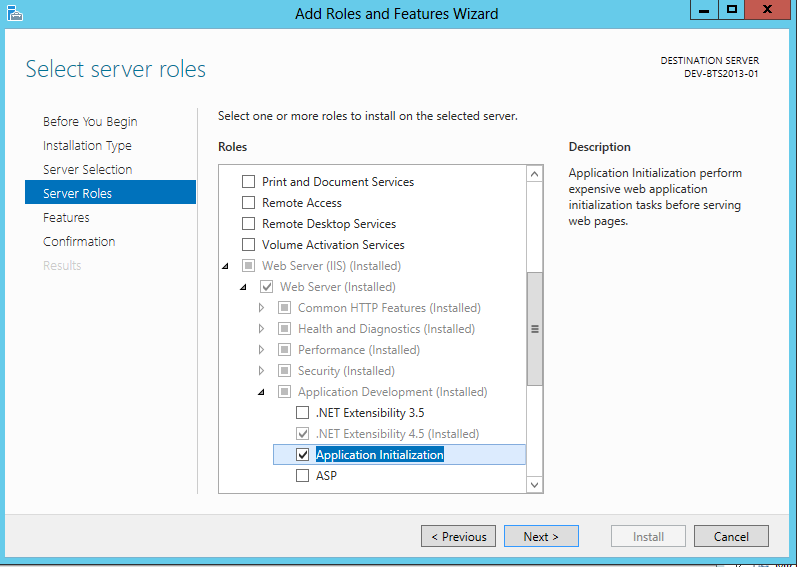 Add Roles and Features Wizard
Select server roles
DESTINATION SERVER
DEV-BTS2013-01
Before You Begin
Installation Type
Server Selection
Server Roles
Features
Confirmation
Results
Select one or more roles to install on the selected server.
Roles
Print and Document Services
Remote Access
Remote Desktop Services
Volume Activation Services
Web Server (IIS) (Installed)
Web Server (Installed)
Common HTTP Features (Installed)
Health and Diagnostics (Installed)
Performance (Installed)
Security (Installed)
Application Development (Installed)
.NET Extensibility 3.5
.NET Extensibility 4.5 (Installed)
Application Initialization
ASP
Description
Application Initialization perform
expensive web application
initialization tasks before serving
web pages.
< Previous
Next >
Install
Cancel